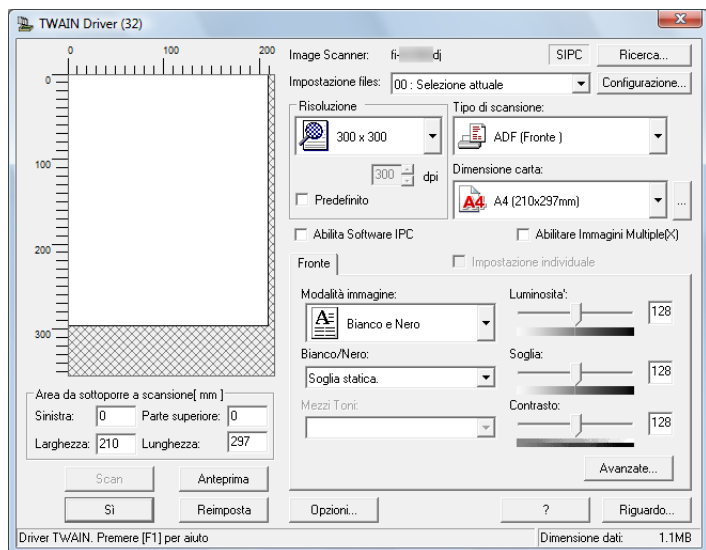 TWAIN Driver (32)
0 100 200
0
100
200
300
Image Scanner: fi- dj
SIPC
Ricerca...
Impostazione files: 00 : Selezione attuale
Configurazione...
Risoluzione
300 x 300
300 dpi
Predefinito
Tipo di scansione:
ADF (Fronte )
Dimensione carta:
A4
A4 (210x297mm)
...
Abilita Software IPC
Abilitare Immagini Multiple(X)
Fronte
Impostazione individuale
Modalità immagine:
A
Bianco e Nero
Bianco/Nero:
Soglia statica.
Mezzi Toni:
Luminosita':
128
Soglia:
128
Contrasto:
128
Avanzate...
Area da sottoporre a scansione[ mm ]
Sinistra: 0 Parte superiore: 0
Larghezza: 210 Lunghezza: 297
Scan
Anteprima
Sì
Reimposta
Opzioni...
?
Riguardo...
Driver TWAIN. Premere [F1] per aiuto
Dimensione dati: 1.1MB